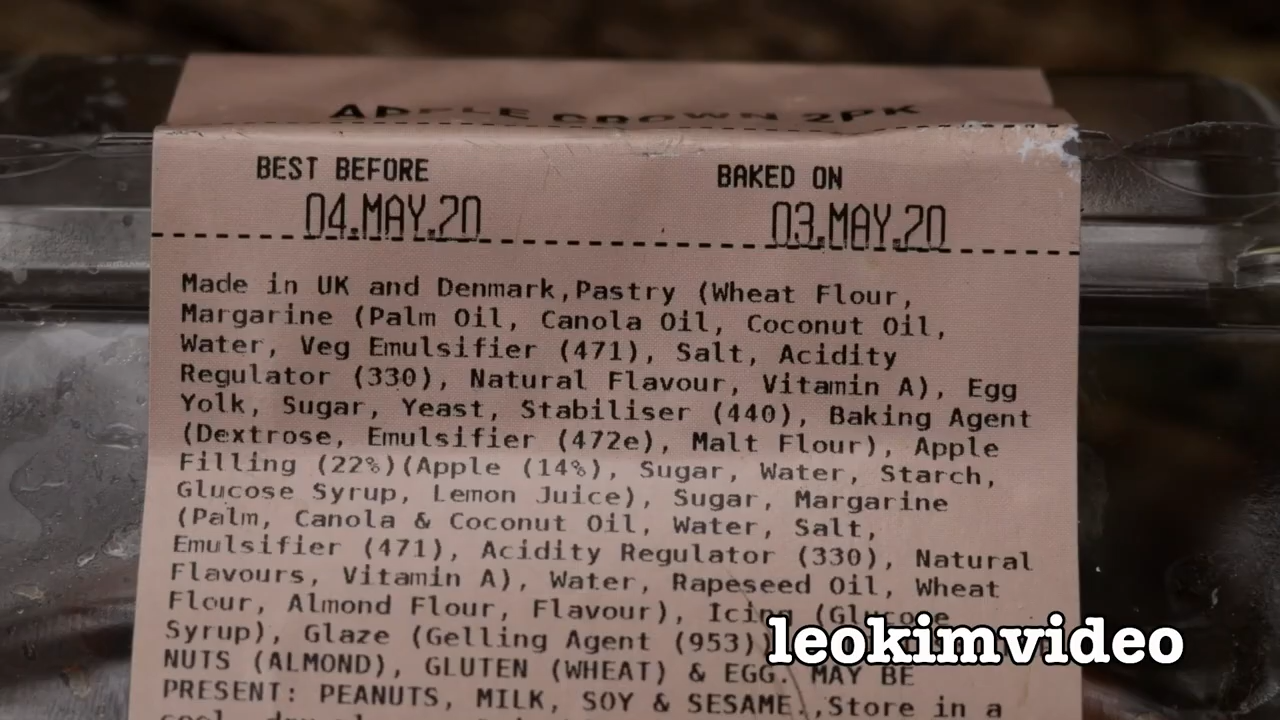 APPLE CROWN 2PK
BEST BEFORE BAKED ON
04.MAY.20 03.MAY.20
Made in UK and Denmark,Pastry (Wheat Flour,
Margarine (Palm Oil, Canola Oil, Coconut Oil,
Water, Veg Emulsifier (471), Salt, Acidity
Regulator (330), Natural Flavour, Vitamin A), Egg
Yolk, Sugar, Yeast, Stabiliser (440), Baking Agent
(Dextrose, Emulsifier (472e), Malt Flour), Apple
Filling (22%)(Apple (14%), Sugar, Water, Starch,
Glucose Syrup, Lemon Juice), Sugar, Margarine
(Palm, Canola & Coconut Oil, Water, Salt,
Emulsifier (471), Acidity Regulator (330), Natural
Flavours, Vitamin A), Water, Rapeseed Oil, Wheat
Flour, Almond Flour, Flavour), Icing (Glucose
Syrup), Glaze (Gelling Agent (953))
NUTS (ALMOND), GLUTEN (WHEAT) & EGG. MAY BE
PRESENT: PEANUTS, MILK, SOY & SESAME.,Store in a
leokimvideo